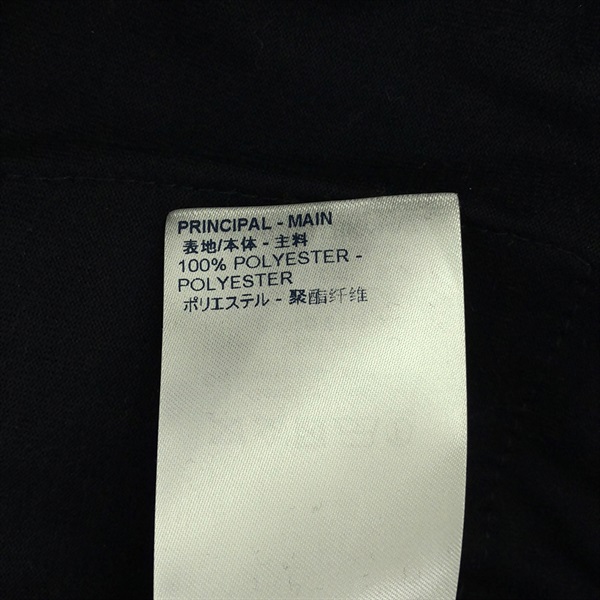 PRINCIPAL - MAIN
表地/本体 - 主料
100% POLYESTER -
POLYESTER
ポリエステル - 聚酯纤维